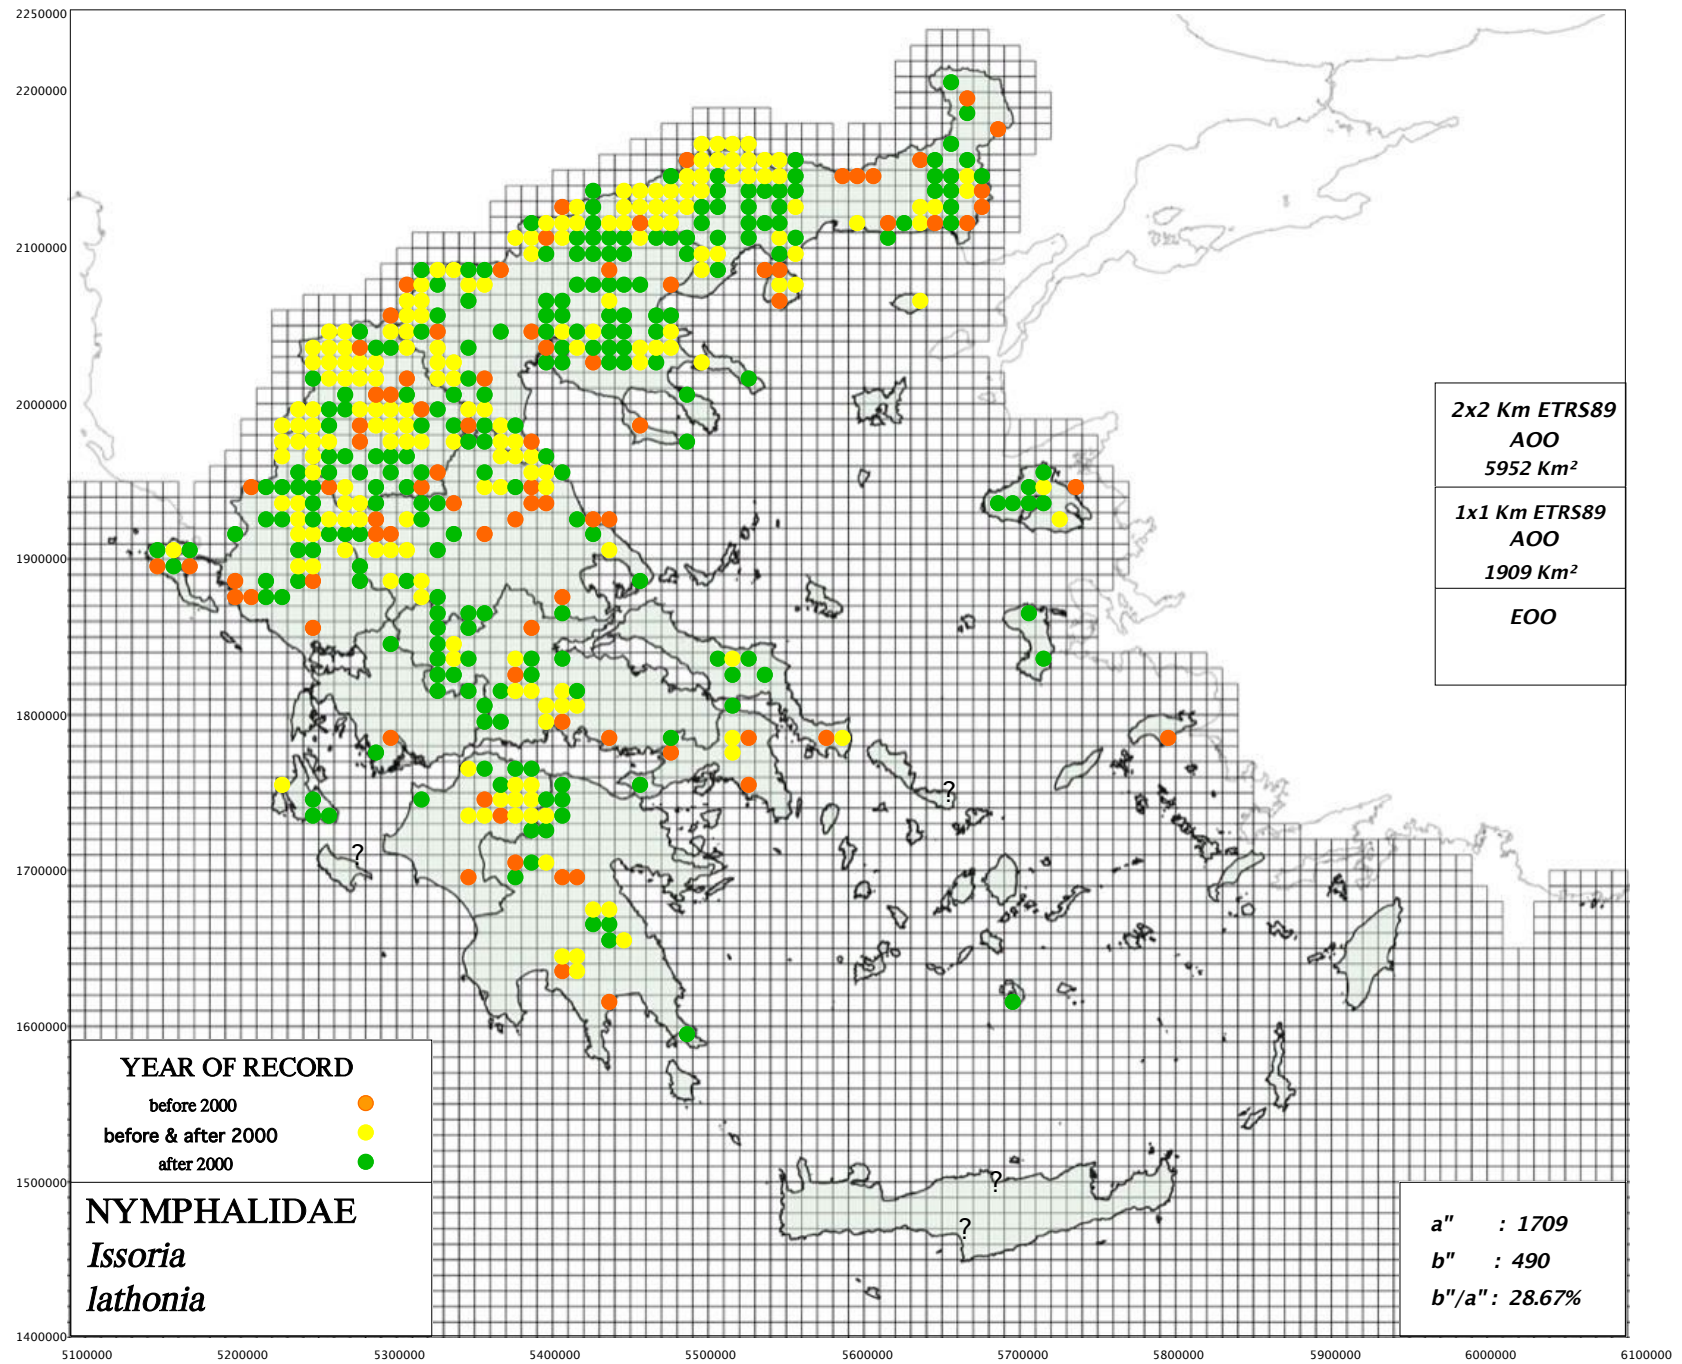 2250000
2200000
2100000
2000000
1900000
1800000
1700000
1600000
1500000
1400000
5100000 5200000 5300000 5400000 5500000 5600000 5700000 5800000 5900000 6000000 6100000
2x2 Km ETRS89
AOO
5952 Km²
1x1 Km ETRS89
AOO
1909 Km²
EOO
?
?
?
?
YEAR OF RECORD
before 2000
before & after 2000
after 2000
NYMPHALIDAE
Issoria
lathonia
a" : 1709
b" : 490
b"/a" : 28.67%